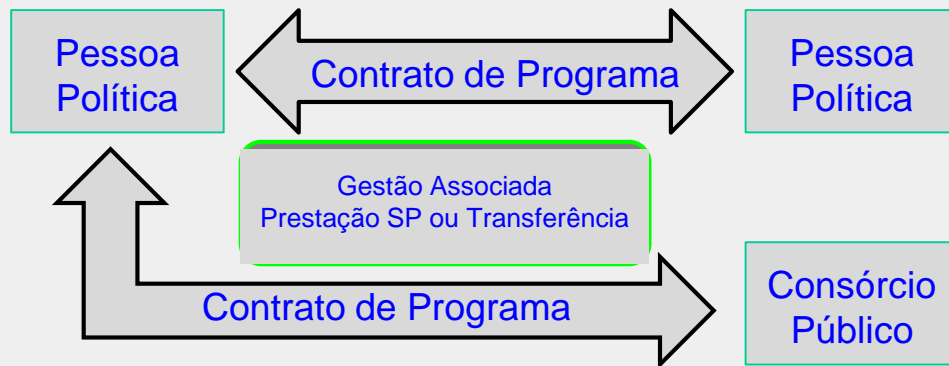 Pessoa
Política
Contrato de Programa
Pessoa
Política
Gestão Associada
Prestação SP ou Transferência
Contrato de Programa
Consórcio
Público